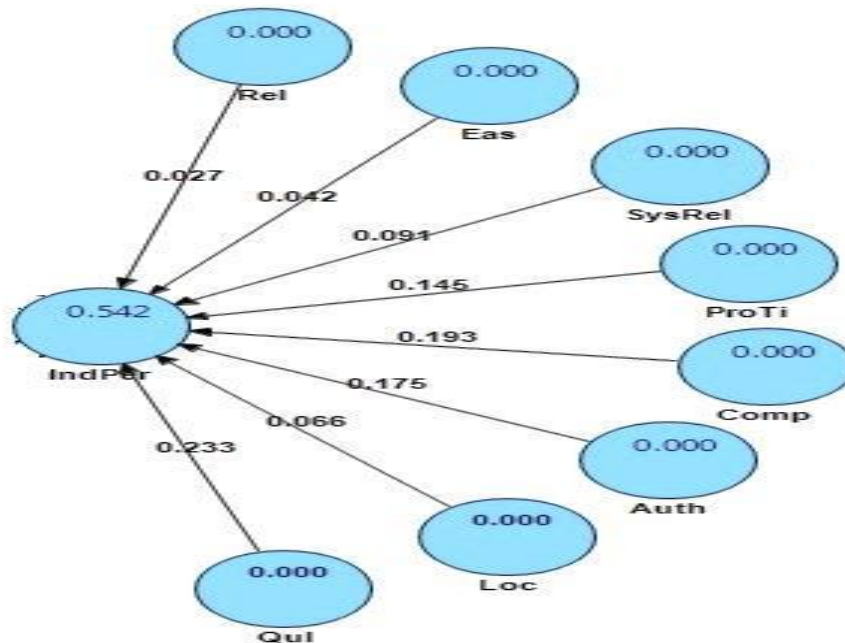 0.000
Rel
0.000
Eas
0.000
SysRel
0.000
ProTi
0.000
Comp
0.000
Auth
0.000
Loc
0.000
Qul
0.027
0.042
0.091
0.145
0.193
0.175
0.066
0.233
0.542
IndPer